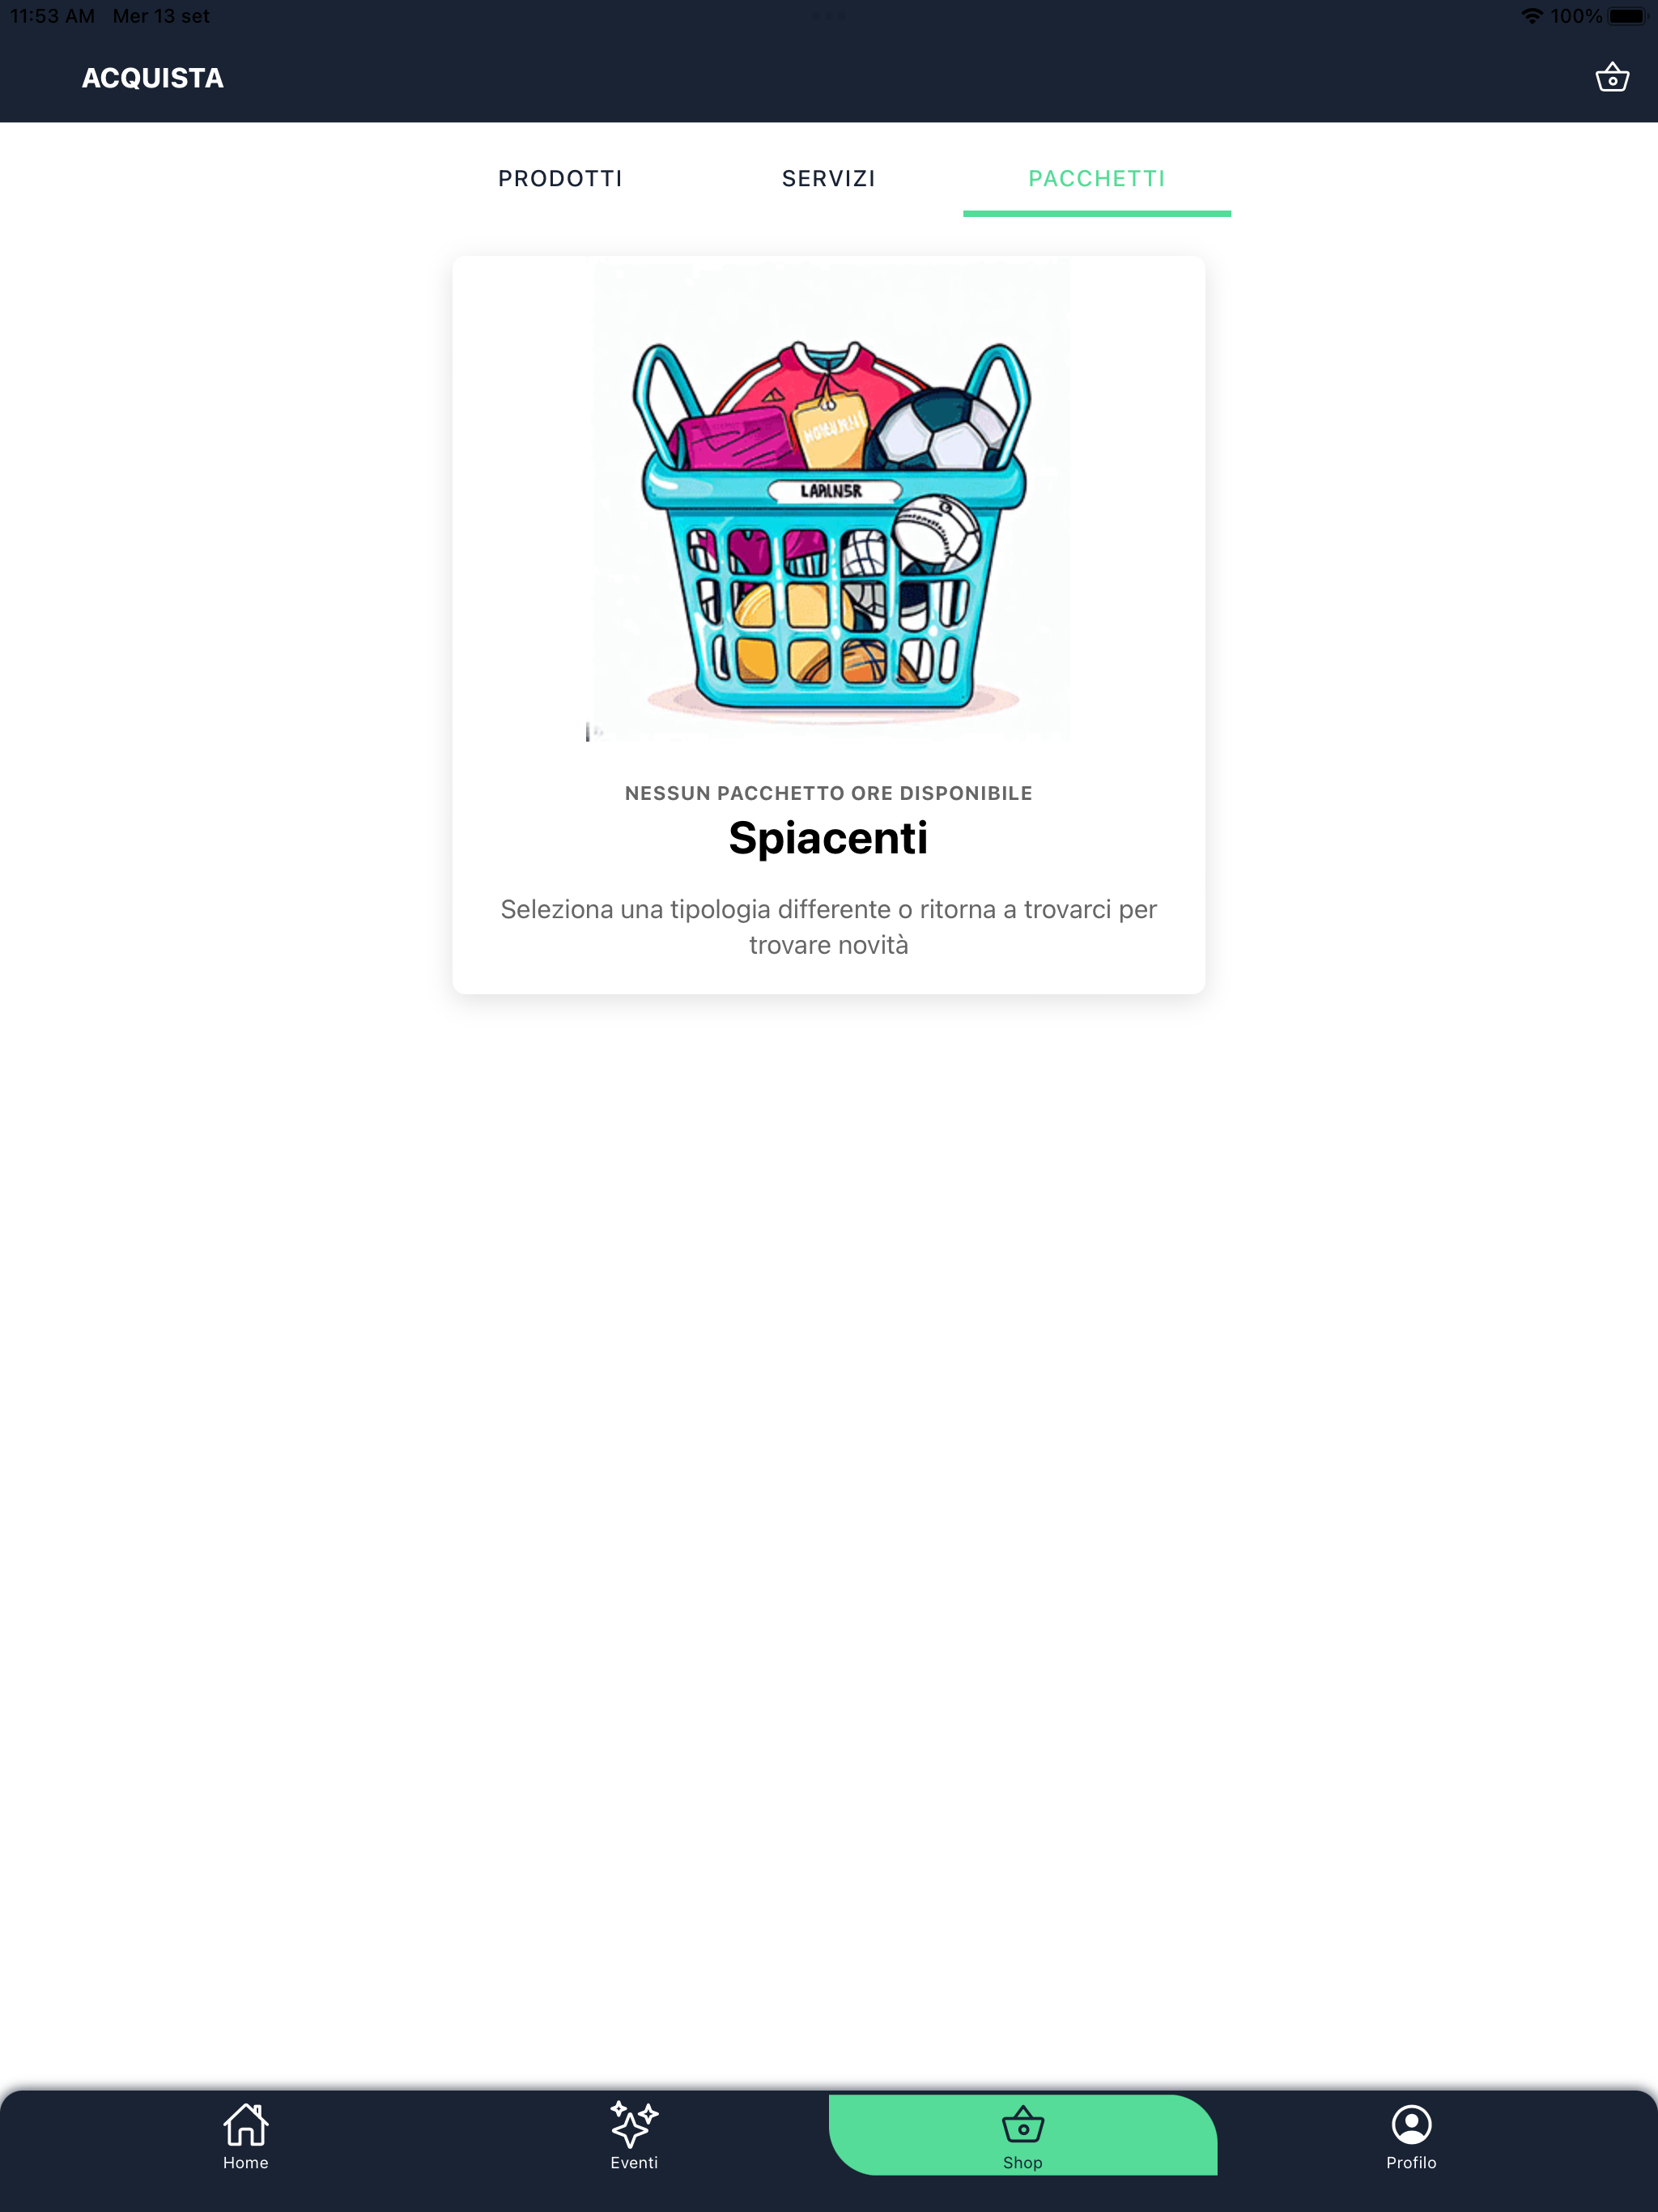 11:53 AM Mer 13 set 100%
ACQUISTA
PRODOTTI SERVIZI PACCHETTI
LAPLNSR
NESSUN PACCHETTO ORE DISPONIBILE
Spiacenti
Seleziona una tipologia differente o ritorna a trovarci per
trovare novità
Home Eventi Shop Profilo